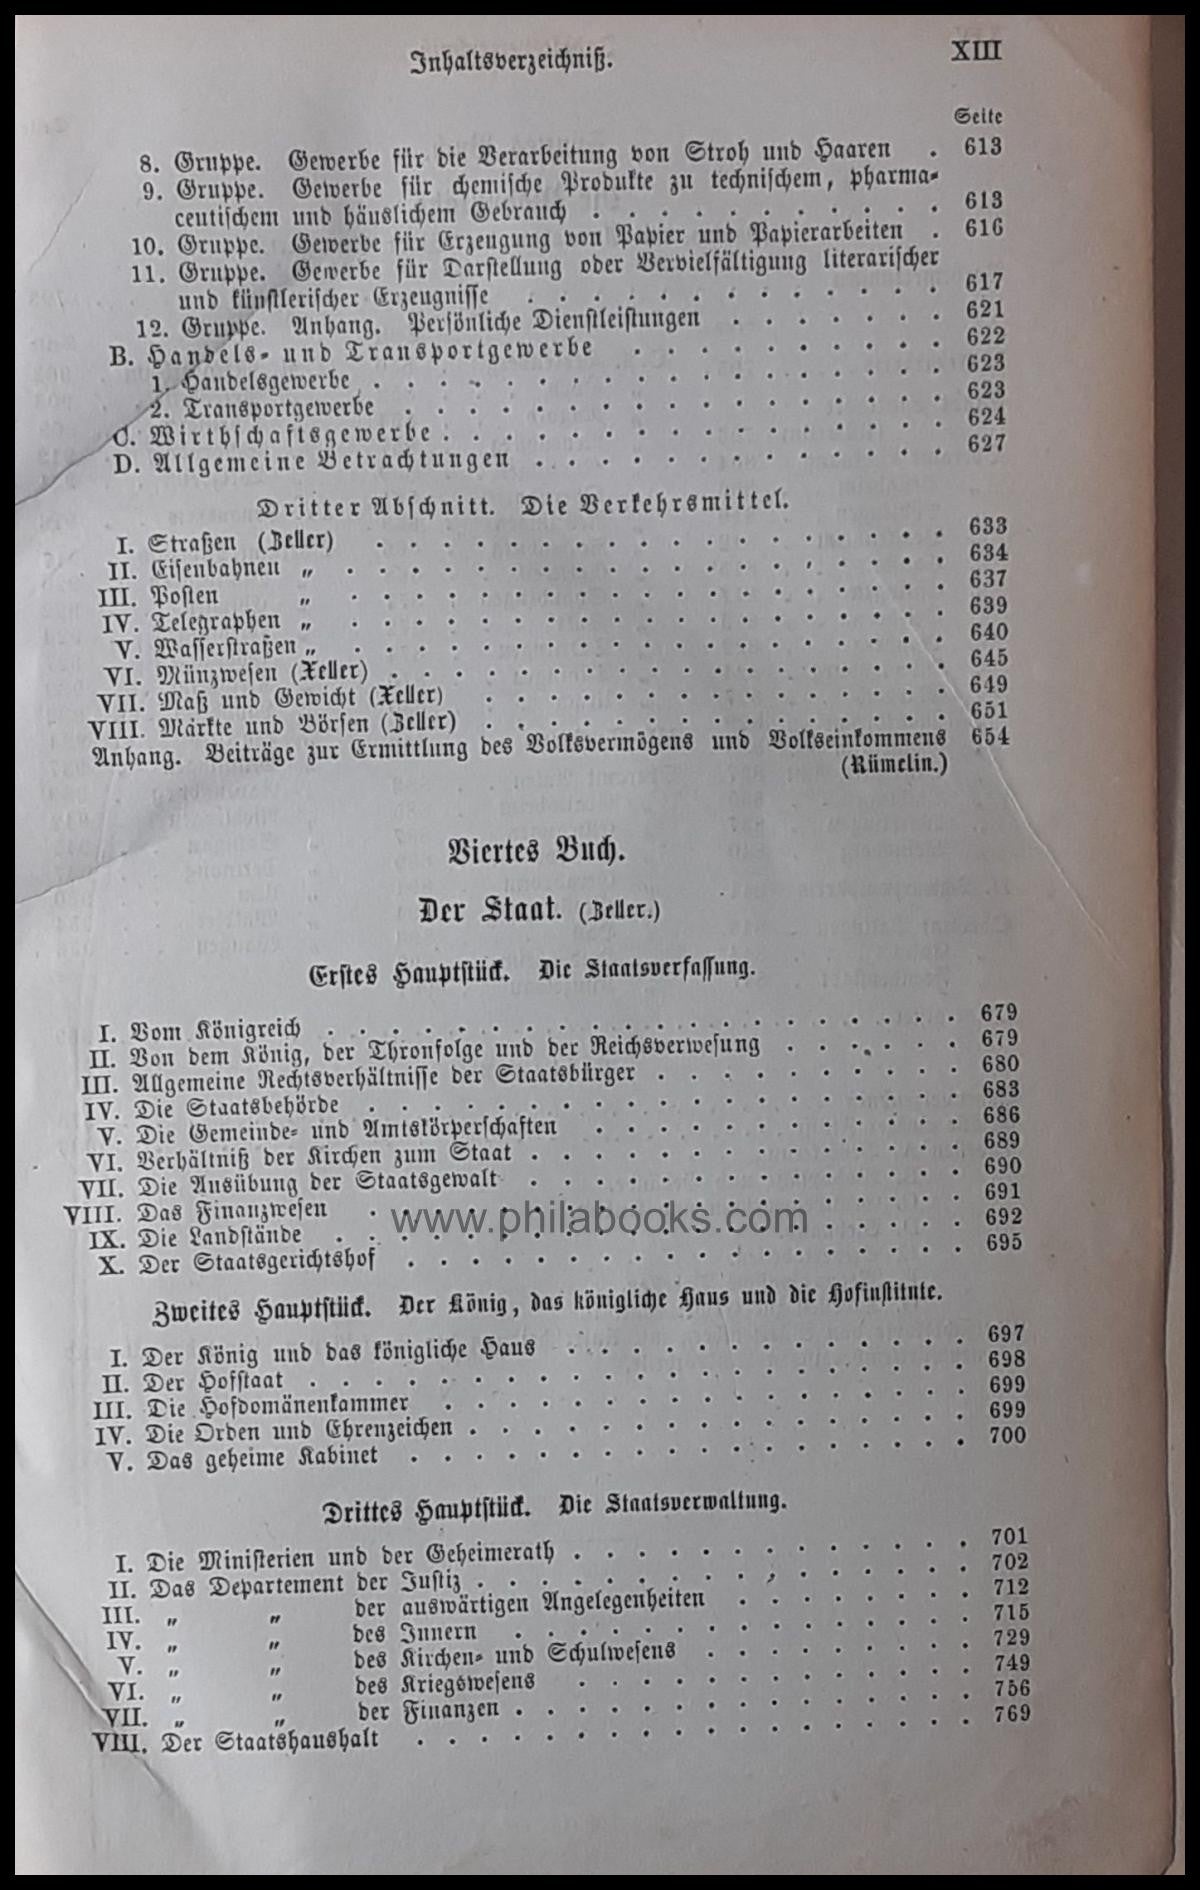 Inhaltsverzeichniß. XIII
Seite
8. Gruppe. Gewerbe für die Verarbeitung von Stroh und Haaren . 613
9. Gruppe. Gewerbe für chemische Produkte zu technischem, pharma-
ceutischem und häuslichem Gebrauch . . . . . . . . . . . 613
10. Gruppe. Gewerbe für Erzeugung von Papier und Papierarbeiten . 616
11. Gruppe. Gewerbe für Darstellung oder Vervielfältigung literarischer
und künstlerischer Erzeugnisse . . . . . . . . . . . . . 617
12. Gruppe. Anhang. Persönliche Dienstleistungen . . . . . . . 621
B. Handels- und Transportgewerbe . . . . . . . . . . 622
1. Handelsgewerbe . . . . . . . . . . . . . . . . . . 623
2. Transportgewerbe . . . . . . . . . . . . . . . . . 623
C. Wirthschaftsgewerbe . . . . . . . . . . . . . . . . 624
D. Allgemeine Betrachtungen . . . . . . . . . . . . . 627
Dritter Abschnitt. Die Verkehrsmittel.
I. Straßen (Zeller) . . . . . . . . . . . . . . . . . . 633
II. Eisenbahnen „ . . . . . . . . . . . . . . . . . . . 634
III. Posten „ . . . . . . . . . . . . . . . . . . . 637
IV. Telegraphen „ . . . . . . . . . . . . . . . . . . . 639
V. Wasserstraßen „ . . . . . . . . . . . . . . . . . . 640
VI. Münzwesen (Xeller) . . . . . . . . . . . . . . . . . 645
VII. Maß und Gewicht (Xeller) . . . . . . . . . . . . . . 649
VIII. Märkte und Börsen (Zeller) . . . . . . . . . . . . . . 651
Anhang. Beiträge zur Ermittlung des Volksvermögens und Volkseinkommens 654
(Rümelin.)
Viertes Buch.
Der Staat. (Zeller.)
Erstes Hauptstück. Die Staatsverfassung.
I. Vom Königreich . . . . . . . . . . . . . . . . . . . 679
II. Von dem König, der Thronfolge und der Reichsverwesung . . . . . . 679
III. Allgemeine Rechtsverhältnisse der Staatsbürger . . . . . . . . . . 680
IV. Die Staatsbehörde . . . . . . . . . . . . . . . . . . 683
V. Die Gemeinde- und Amtskörperschaften . . . . . . . . . . . . 686
VI. Verhältniß der Kirchen zum Staat . . . . . . . . . . . . . . 689
VII. Die Ausübung der Staatsgewalt . . . . . . . . . . . . . . 690
VIII. Das Finanzwesen . . . . . . . . . . . . . . . . . . . 691
IX. Die Landstände . . . . . . . . . . . . . . . . . . . . 692
X. Der Staatsgerichtshof . . . . . . . . . . . . . . . . . 695
www.philabooks.com
Zweites Hauptstück. Der König, das königliche Haus und die Hofinstitute.
I. Der König und das königliche Haus . . . . . . . . . . . . . 697
II. Der Hofstaat . . . . . . . . . . . . . . . . . . . . . 698
III. Die Hofdomänenkammer . . . . . . . . . . . . . . . . 699
IV. Die Orden und Ehrenzeichen . . . . . . . . . . . . . . . . 699
V. Das geheime Kabinet . . . . . . . . . . . . . . . . . . 700
Drittes Hauptstück. Die Staatsverwaltung.
I. Die Ministerien und der Geheimerath . . . . . . . . . . . . . 701
II. Das Departement der Justiz . . . . . . . . . . . . . . . . 702
III. „ „ der auswärtigen Angelegenheiten . . . . . . . . 712
IV. „ „ des Innern . . . . . . . . . . . . . . 715
V. „ „ des Kirchen- und Schulwesens . . . . . . . . . 729
VI. „ „ des Kriegswesens . . . . . . . . . . . . 749
VII. „ „ der Finanzen . . . . . . . . . . . . . . 756
VIII. Der Staatshaushalt . . . . . . . . . . . . . . . . . . 769